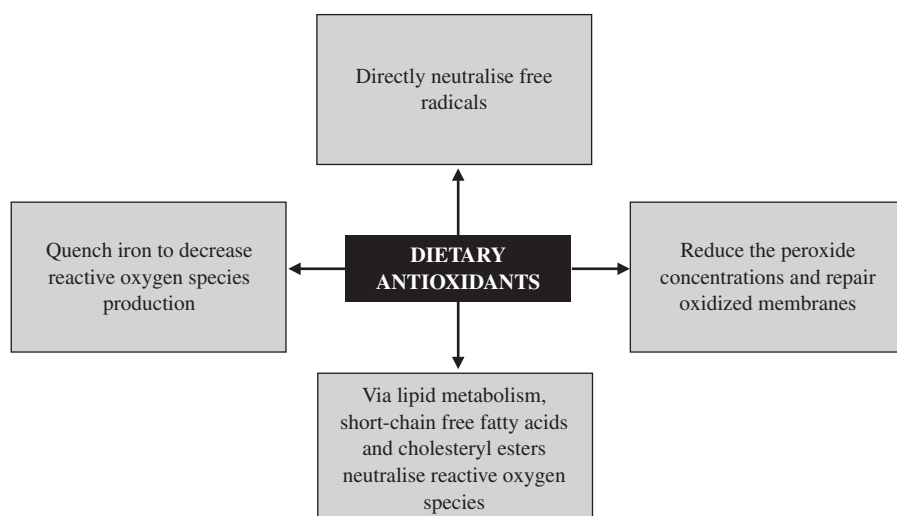 Directly neutralise free
radicals
Quench iron to decrease
reactive oxygen species
production
DIETARY
ANTIOXIDANTS
Reduce the peroxide
concentrations and repair
oxidized membranes
Via lipid metabolism,
short-chain free fatty acids
and cholesteryl esters
neutralise reactive oxygen
species